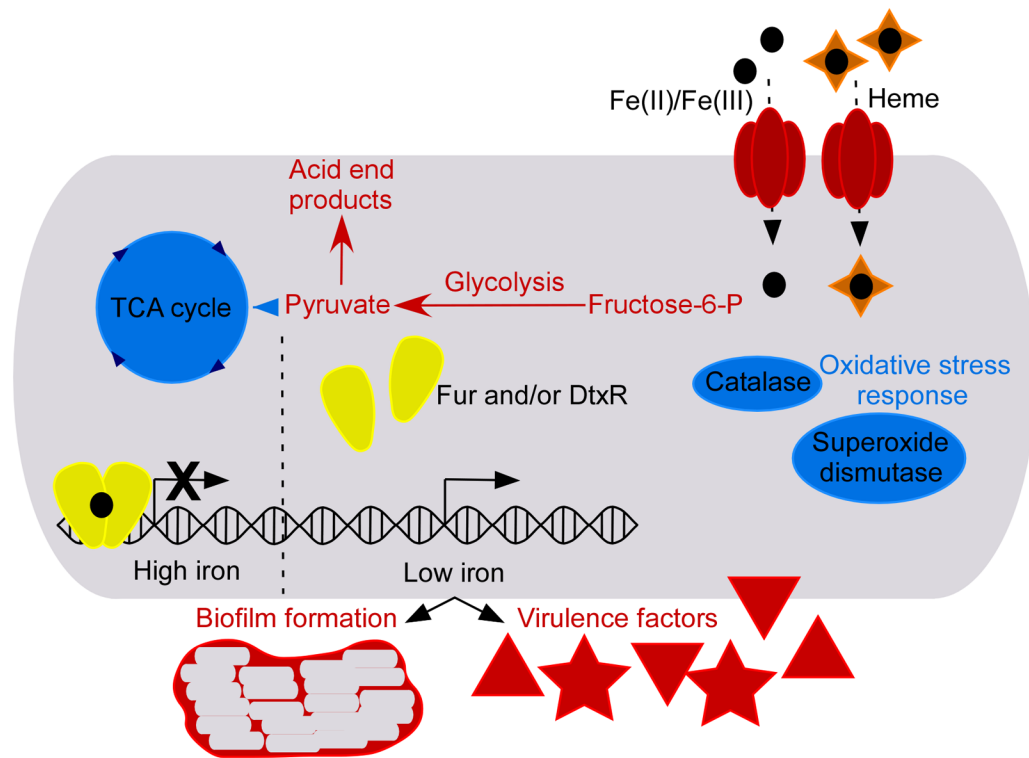 Fe(II)/Fe(III)
Heme
Acid end
products
Glycolysis
TCA cycle
Pyruvate
Fructose-6-P
Fur and/or DtxR
Catalase
Oxidative stress
response
Superoxide
dismutase
X
High iron
Low iron
Biofilm formation
Virulence factors